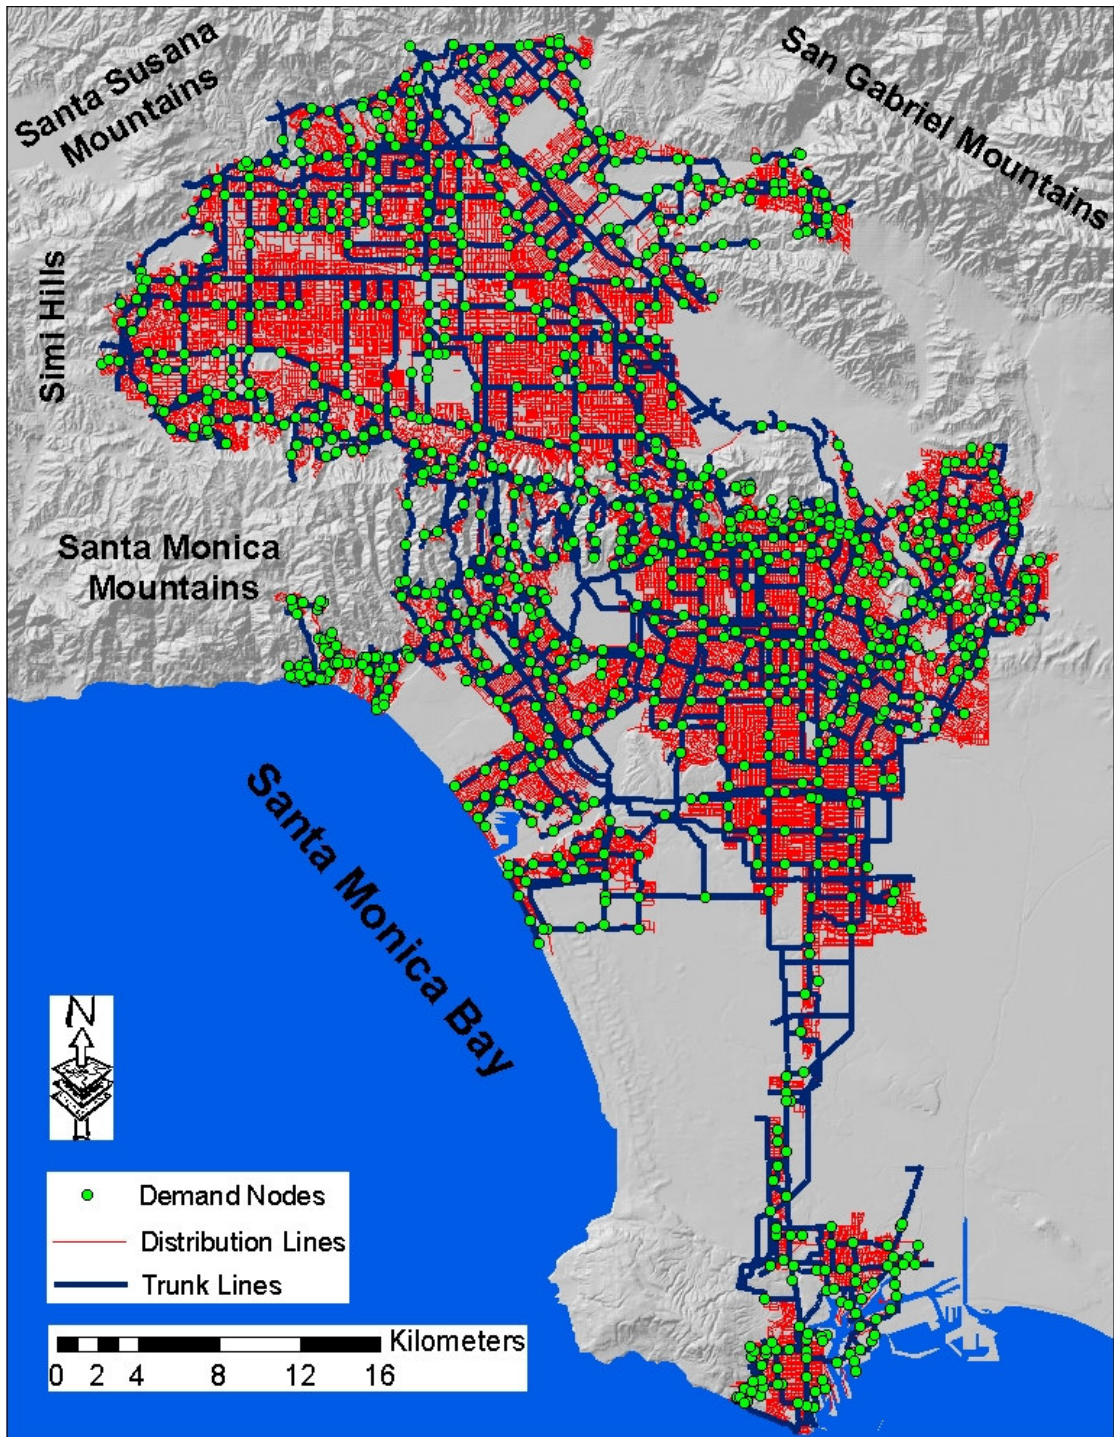 Santa Susana
Mountains
San Gabriel Mountains
Simi Hills
Santa Monica
Mountains
Santa Monica Bay
N
Demand Nodes
Distribution Lines
Trunk Lines
Kilometers
0 2 4 8 12 16